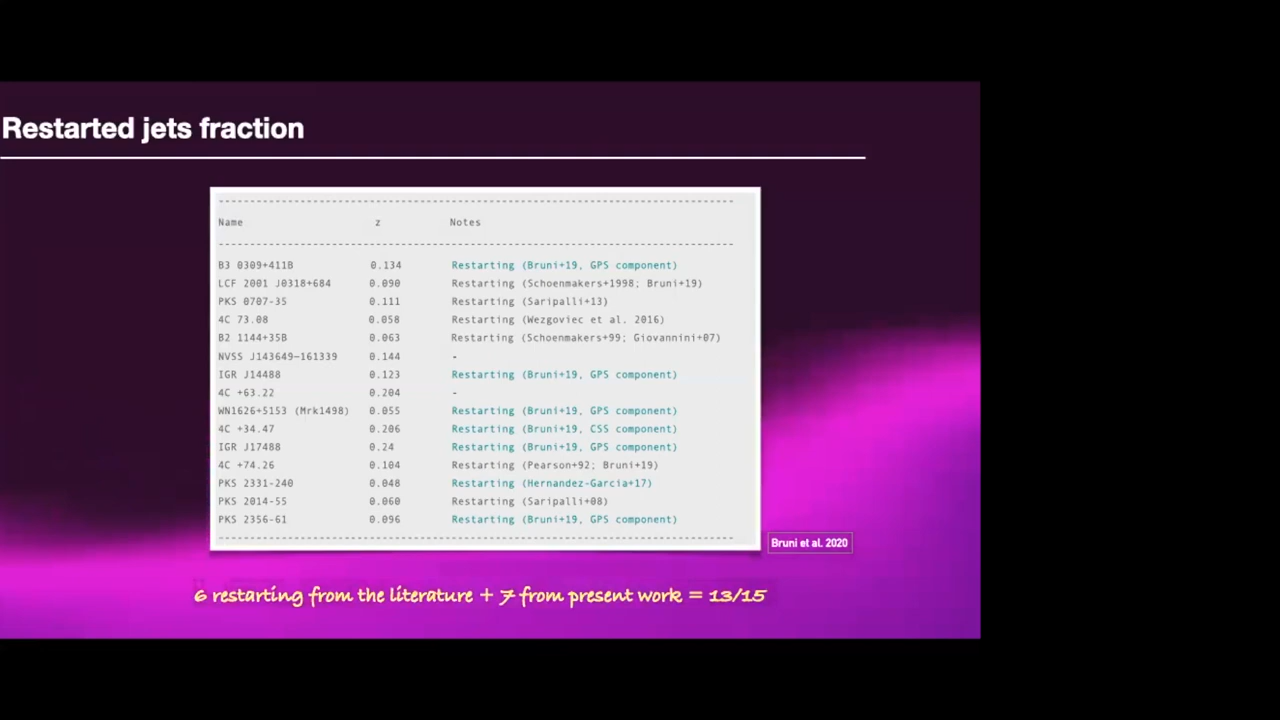 Restarted jets fraction
Name z Notes
B3 0309+411B 0.134 Restarting (Bruni+19, GPS component)
LCF 2001 J0318+684 0.090 Restarting (Schoenmakers+1998; Bruni+19)
PKS 0707-35 0.111 Restarting (Saripalli+13)
4C 73.08 0.058 Restarting (Wezgoviec et al. 2016)
B2 1144+35B 0.063 Restarting (Schoenmakers+99; Giovannini+07)
NVSS J143649-161339 0.144 -
IGR J14488 0.123 Restarting (Bruni+19, GPS component)
4C +63.22 0.204 -
WN1626+5153 (Mrk1498) 0.055 Restarting (Bruni+19, GPS component)
4C +34.47 0.206 Restarting (Bruni+19, CSS component)
IGR J17488 0.24 Restarting (Bruni+19, GPS component)
4C +74.26 0.104 Restarting (Pearson+92; Bruni+19)
PKS 2331-240 0.048 Restarting (Hernandez-Garcia+17)
PKS 2014-55 0.060 Restarting (Saripalli+08)
PKS 2356-61 0.096 Restarting (Bruni+19, GPS component)
Bruni et al. 2020
6 restarting from the literature + 7 from present work = 13/15